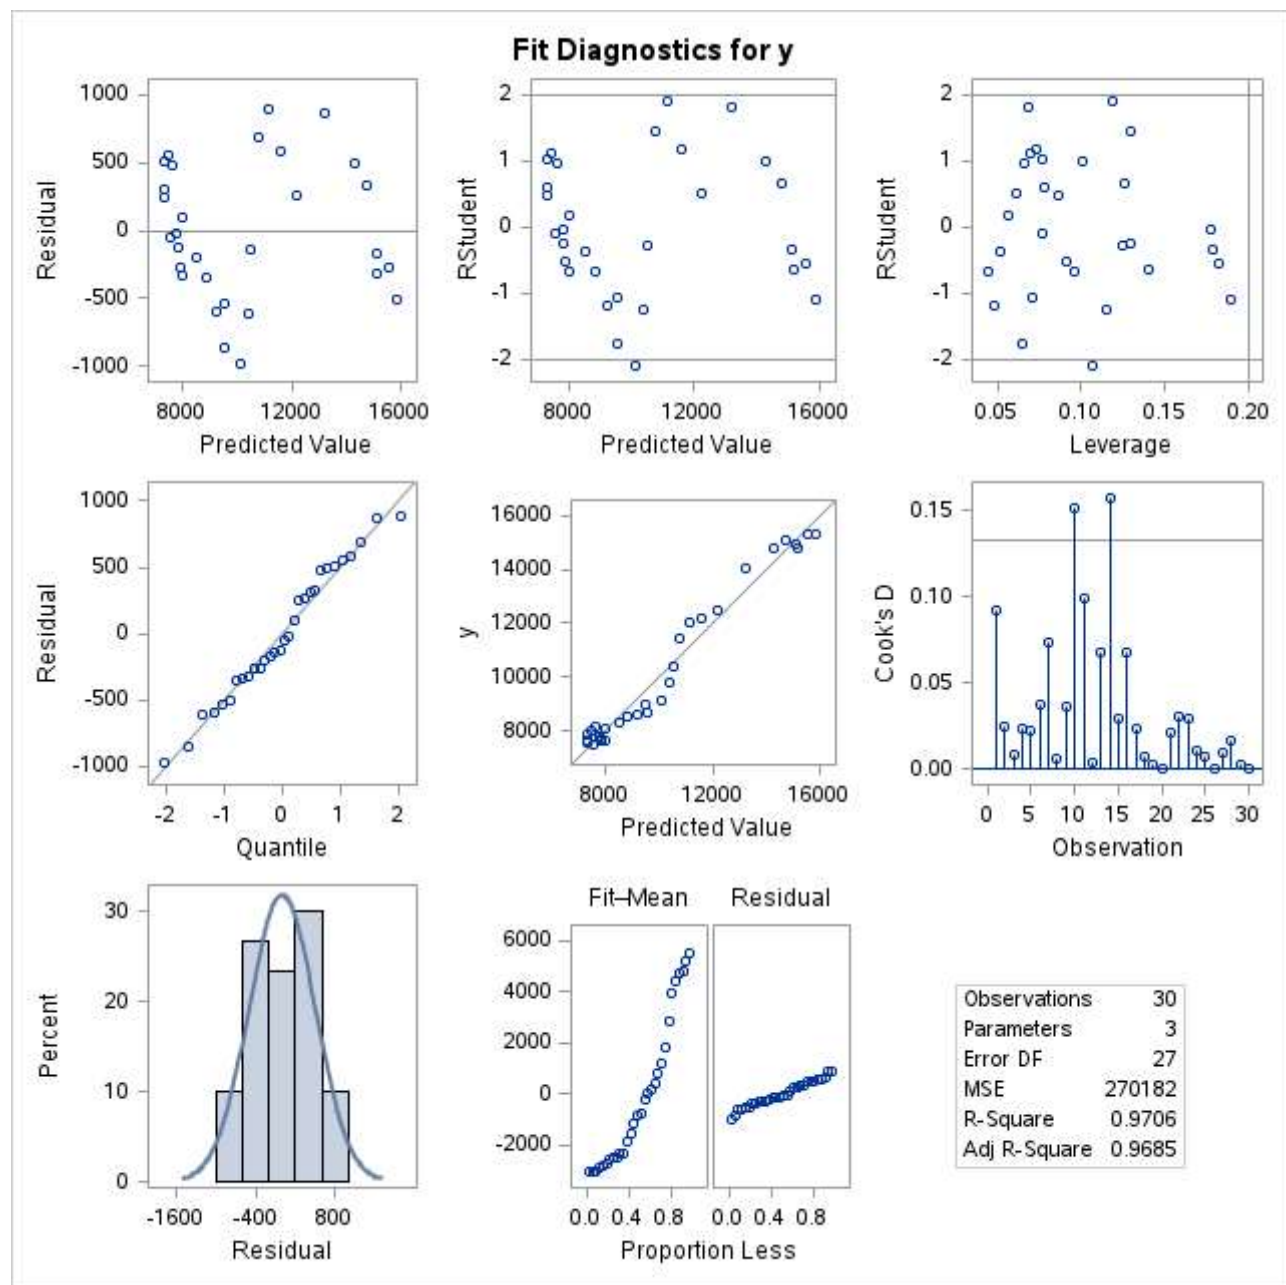 Fit Diagnostics for y
1000
500
0
-500
-1000
Residual
8000 12000 16000
Predicted Value
2
1
0
-1
-2
RStudent
8000 12000 16000
Predicted Value
2
1
0
-1
-2
RStudent
0.05 0.10 0.15 0.20
Leverage
1000
500
0
-500
-1000
Residual
-2 -1 0 1 2
Quantile
16000
14000
12000
10000
8000
y
8000 12000 16000
Predicted Value
0.15
0.10
0.05
0.00
Cook's D
0 5 10 15 20 25 30
Observation
30
20
10
0
Percent
-1600 -400 800
Residual
Fit–Mean Residual
6000
4000
2000
0
-2000
0.0 0.4 0.8 0.0 0.4 0.8
Proportion Less
Observations 30
Parameters 3
Error DF 27
MSE 270182
R-Square 0.9706
Adj R-Square 0.9685